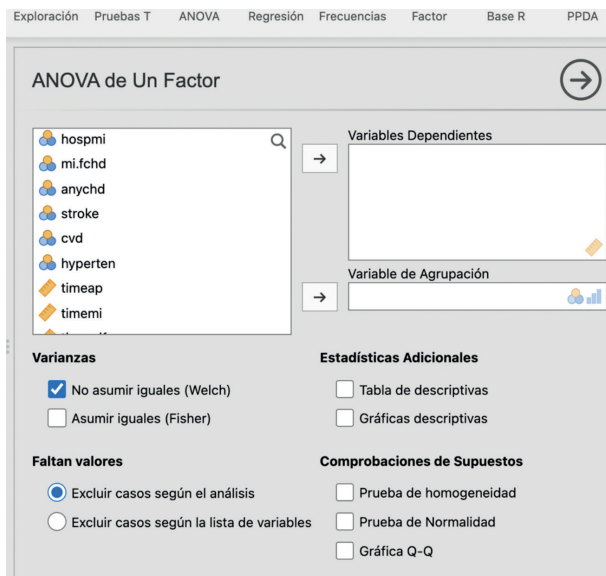 Exploración Pruebas T ANOVA Regresión Frecuencias Factor Base R PPDA
ANOVA de Un Factor
hospmi
mi.fchd
anychd
stroke
cvd
hyperten
timeap
timemi
Variables Dependientes
Variable de Agrupación
Varianzas
No asumir iguales (Welch)
Asumir iguales (Fisher)
Estadísticas Adicionales
Tabla de descriptivas
Gráficas descriptivas
Faltan valores
Excluir casos según el análisis
Excluir casos según la lista de variables
Comprobaciones de Supuestos
Prueba de homogeneidad
Prueba de Normalidad
Gráfica Q-Q